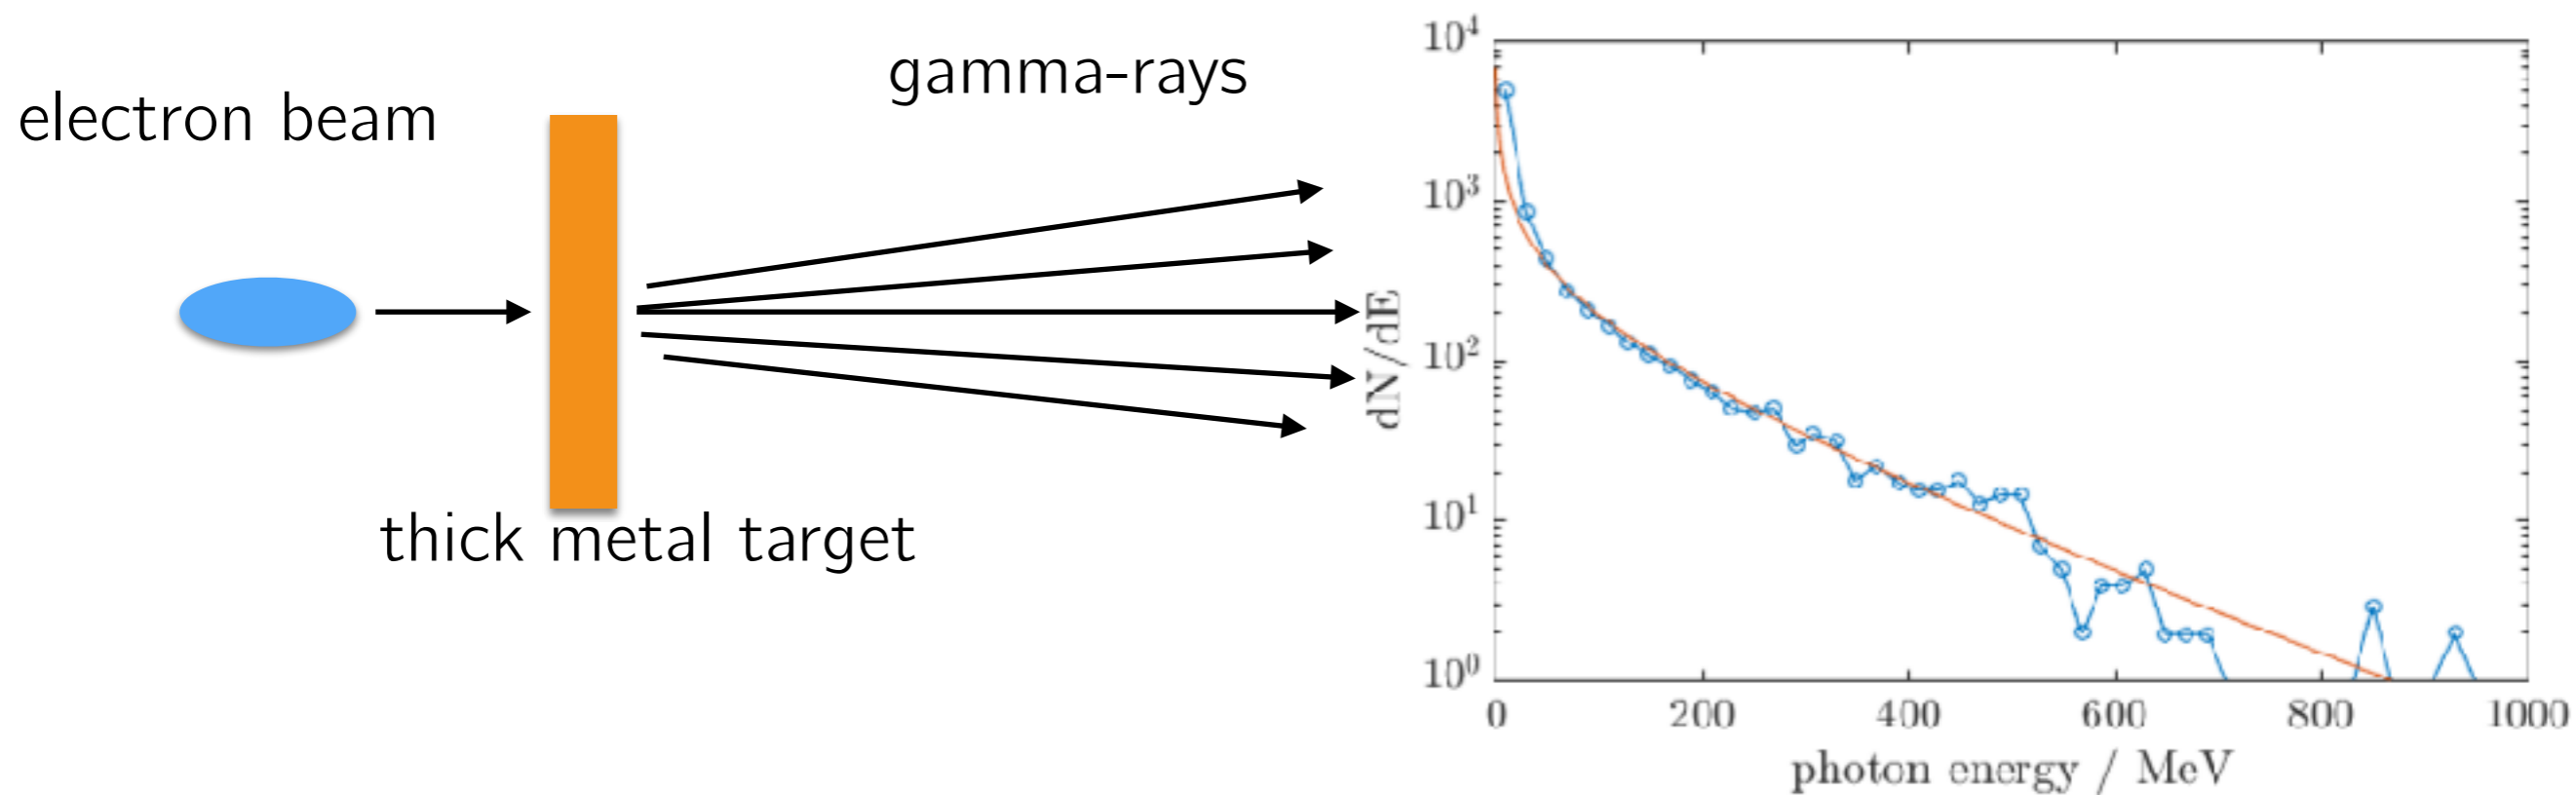 electron beam
gamma-rays
thick metal target
dN/dE
10⁴
10³
10²
10¹
10⁰
0 200 400 600 800 1000
photon energy / MeV